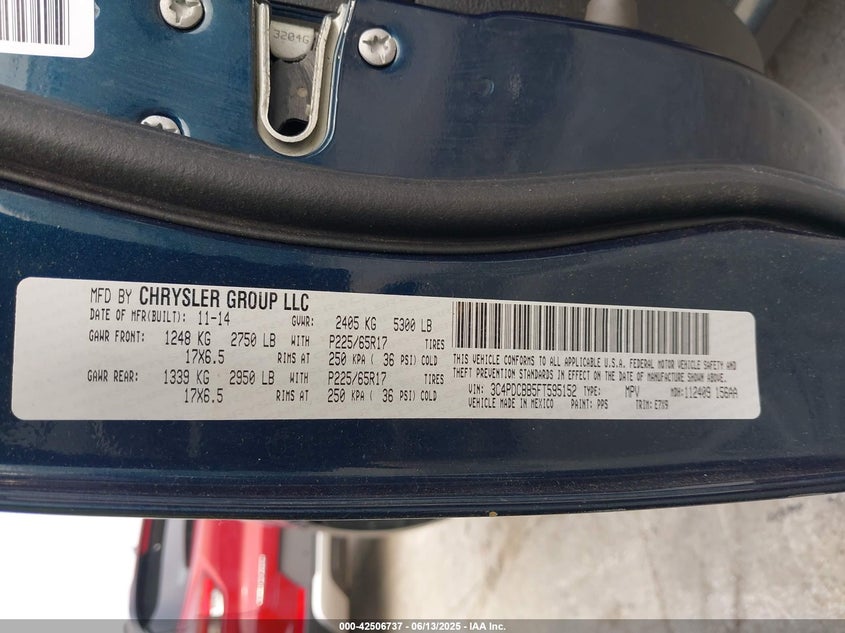 3204G
MFD BY CHRYSLER GROUP LLC
DATE OF MFR(BUILT): 11-14 GVWR: 2405 KG 5300 LB
GAWR FRONT: 1248 KG 2750 LB WITH P225/65R17 TIRES
17X6.5 RIMS AT 250 KPA ( 36 PSI) COLD
GAWR REAR: 1339 KG 2950 LB WITH P225/65R17 TIRES
17X6.5 RIMS AT 250 KPA ( 36 PSI) COLD
THIS VEHICLE CONFORMS TO ALL APPLICABLE U.S.A. FEDERAL MOTOR VEHICLE SAFETY AND
THEFT PREVENTION STANDARDS IN EFFECT ON THE DATE OF MANUFACTURE SHOWN ABOVE.
VIN: 3C4PDCBB5FT595152 TYPE: MPV MDH: 112409 156AA
VEHICLE MADE IN MEXICO PAINT: PPS TRIM: E7X9
000-42506737 - 06/13/2025 - IAA Inc.